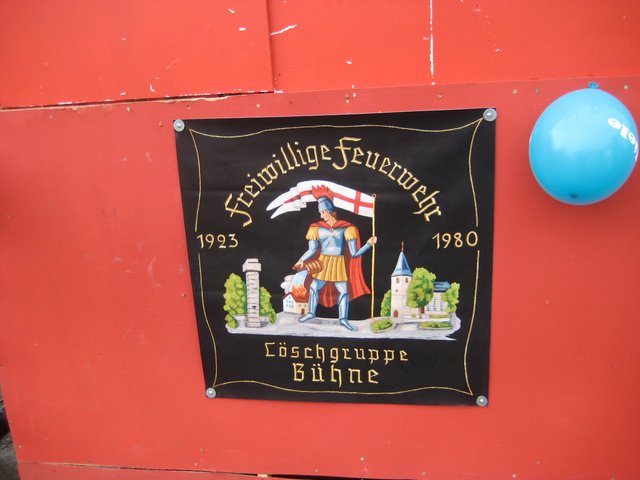 Freiwillige Feuerwehr
1923 1980
Löschgruppe
Bühne